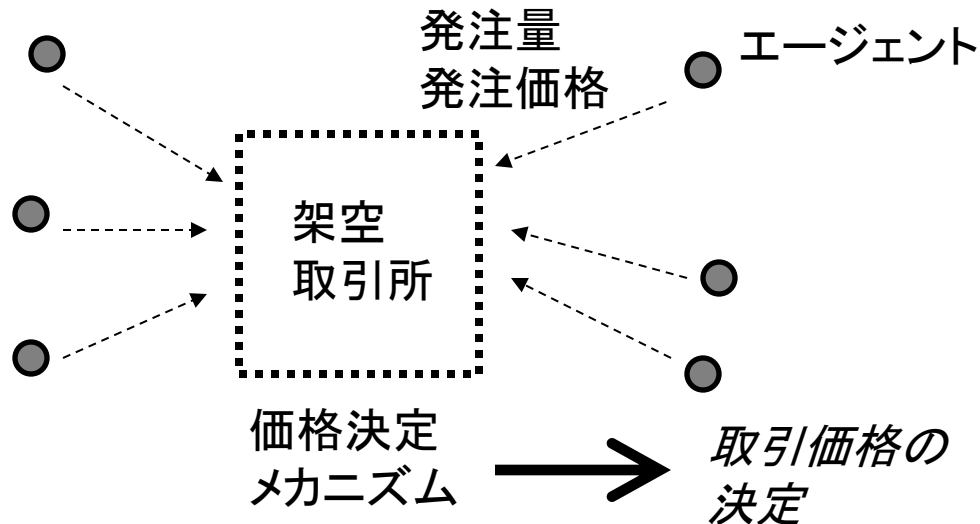 発注量
発注価格
エージェント
架空
取引所
価格決定
メカニズム
取引価格の
決定